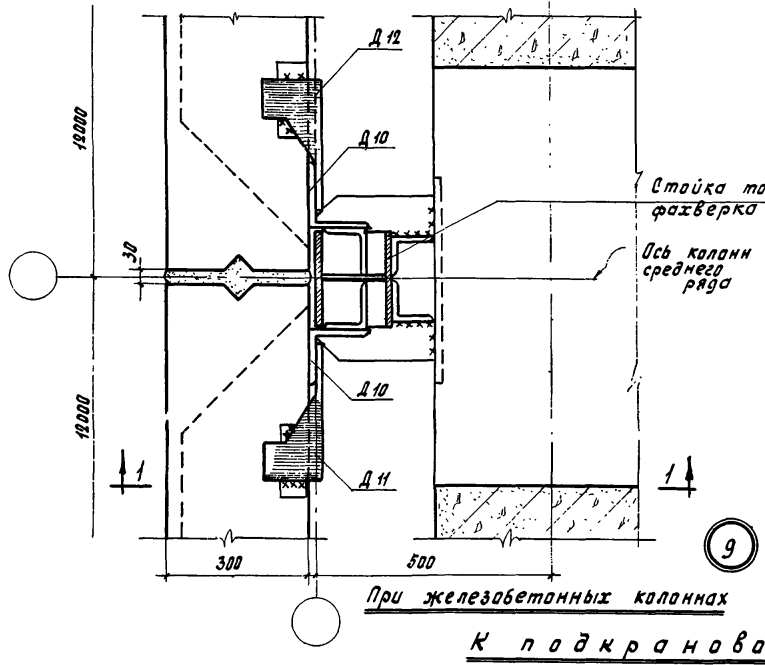 Д 12
12000
Д 10
Стойка то
фахверка
30
Ось колонн
среднего
ряда
Д 10
12000
Д 11
1
1
9
300
500
При железобетонных колоннах
К подкраново